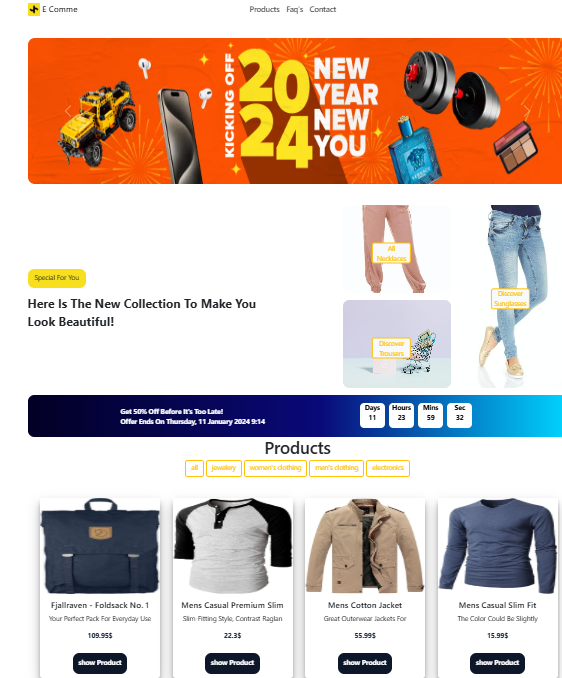 E Comme
Products Faq's Contact
KICKING OFF
2024
NEW
YEAR
NEW
YOU
Special For You
Here Is The New Collection To Make You
Look Beautiful!
All
Necklaces
Discover
Trousers
Discover
Sunglasses
Get 50% Off Before It's Too Late!
Offer Ends On Thursday, 11 January 2024 9:14
Days Hours Mins Sec
11 23 59 32
Products
all jewelery women's clothing men's clothing electronics
Fjallraven - Foldsack No. 1
Your Perfect Pack For Everyday Use
109.95$
show Product
Mens Casual Premium Slim
Slim-Fitting Style, Contrast Raglan
22.3$
show Product
Mens Cotton Jacket
Great Outerwear Jackets For
55.99$
show Product
Mens Casual Slim Fit
The Color Could Be Slightly
15.99$
show Product